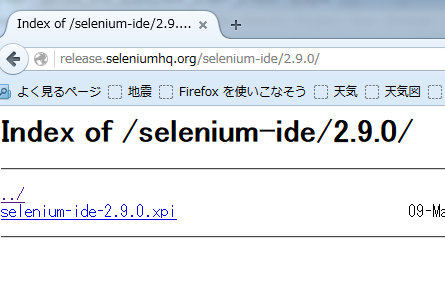 Index of /selenium-ide/2.9....
release.seleniumhq.org/selenium-ide/2.9.0/
よく見るページ 地震 Firefox を使いこなそう 天気 天気図
Index of /selenium-ide/2.9.0/
../
selenium-ide-2.9.0.xpi 09-Ma